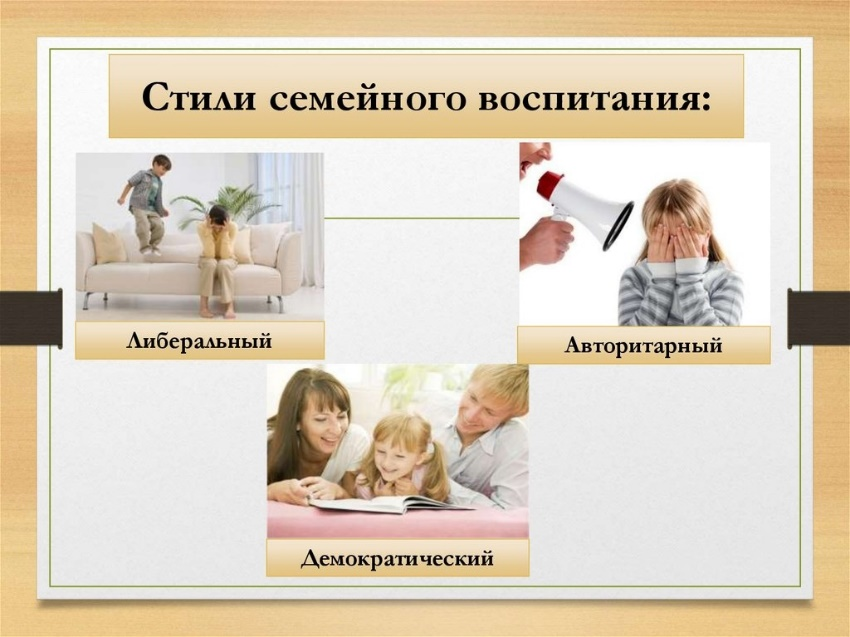 Стили семейного воспитания:
Либеральный
Авторитарный
Демократический